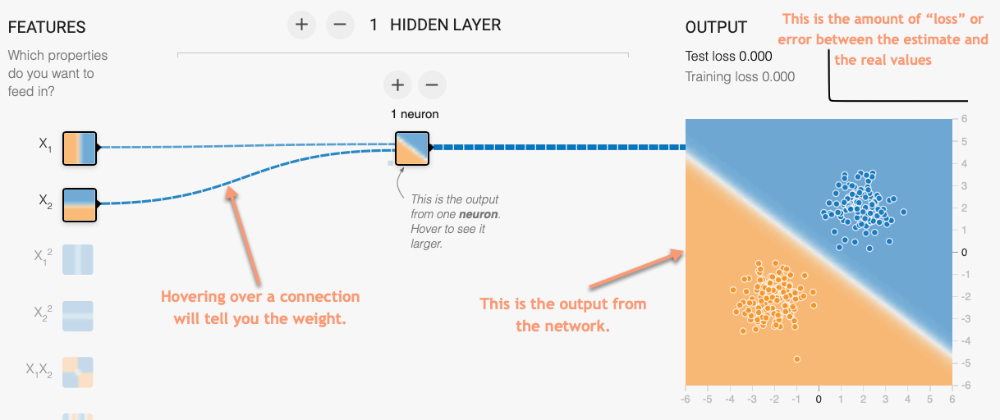 FEATURES
Which properties
do you want to
feed in?
+ − 1 HIDDEN LAYER
+ −
1 neuron
OUTPUT
Test loss 0.000
Training loss 0.000
This is the amount of “loss” or
error between the estimate and
the real values
X₁
X₂
X₁²
X₂²
X₁X₂
This is the output
from one neuron.
Hover to see it
larger.
Hovering over a connection
will tell you the weight.
This is the output from
the network.
6
5
4
3
2
1
0
-1
-2
-3
-4
-5
-6
-6 -5 -4 -3 -2 -1 0 1 2 3 4 5 6